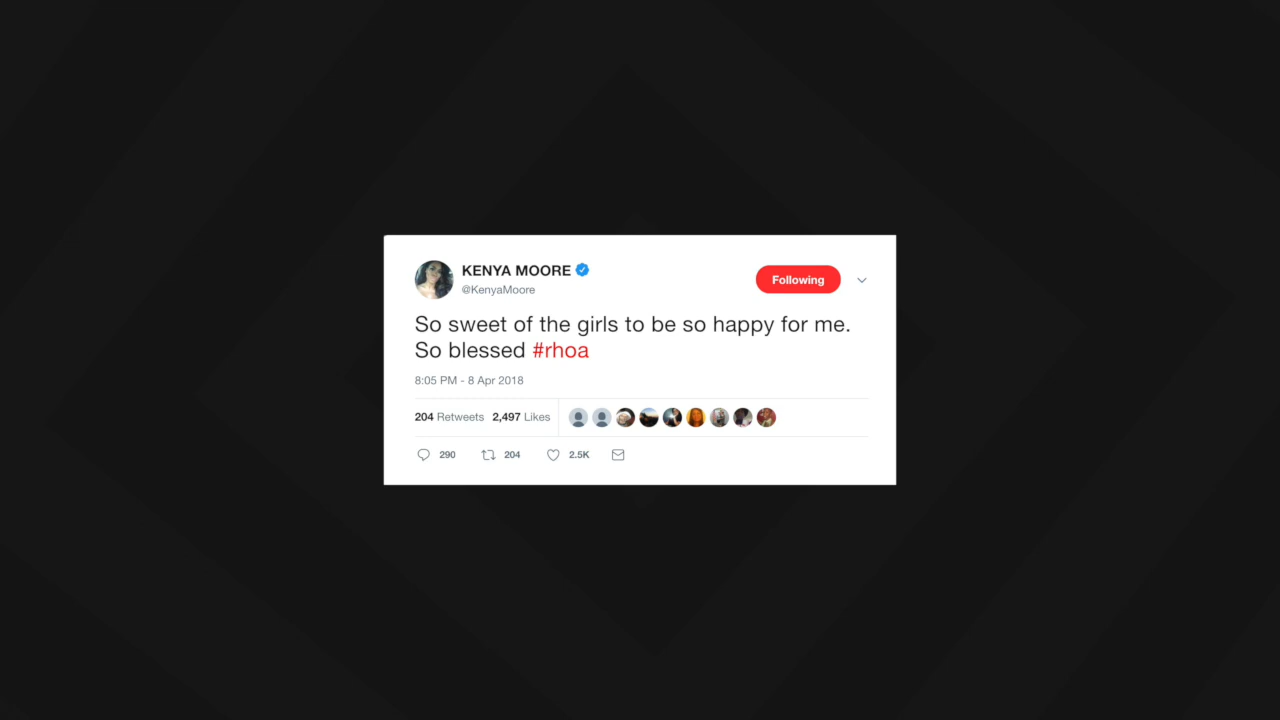 KENYA MOORE
@KenyaMoore
Following
So sweet of the girls to be so happy for me.
So blessed #rhoa
8:05 PM - 8 Apr 2018
204 Retweets 2,497 Likes
290 204 2.5K